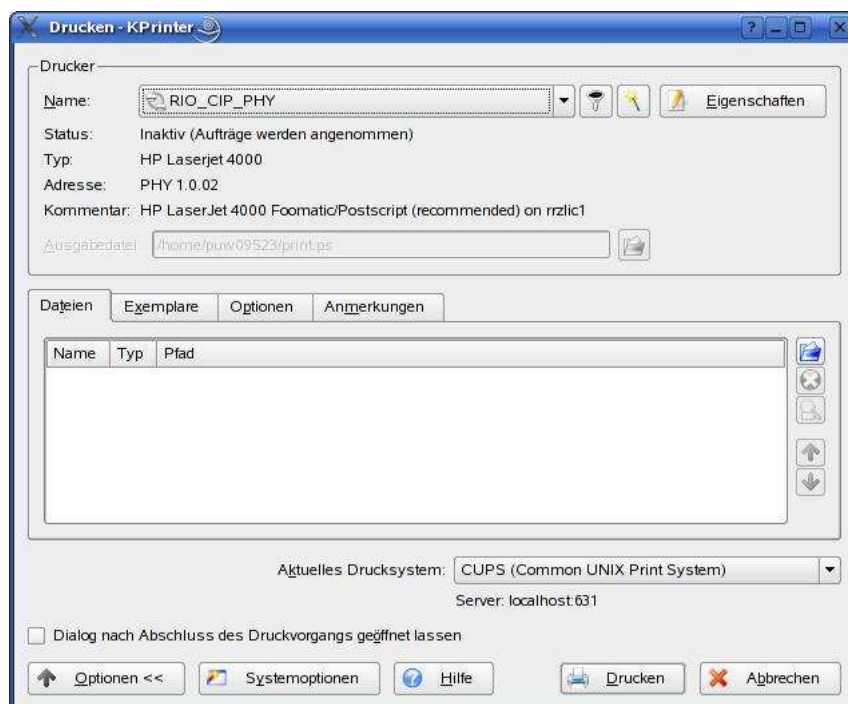 Drucken - KPrinter
Drucker
Name: RIO_CIP_PHY Eigenschaften
Status: Inaktiv (Aufträge werden angenommen)
Typ: HP Laserjet 4000
Adresse: PHY 1.0.02
Kommentar: HP LaserJet 4000 Foomatic/Postscript (recommended) on rrzlic1
Ausgabedatei: /home/puw09523/print.ps
Dateien Exemplare Optionen Anmerkungen
Name Typ Pfad
Aktuelles Drucksystem: CUPS (Common UNIX Print System)
Server: localhost:631
Dialog nach Abschluss des Druckvorgangs geöffnet lassen
Optionen << Systemoptionen Hilfe Drucken Abbrechen